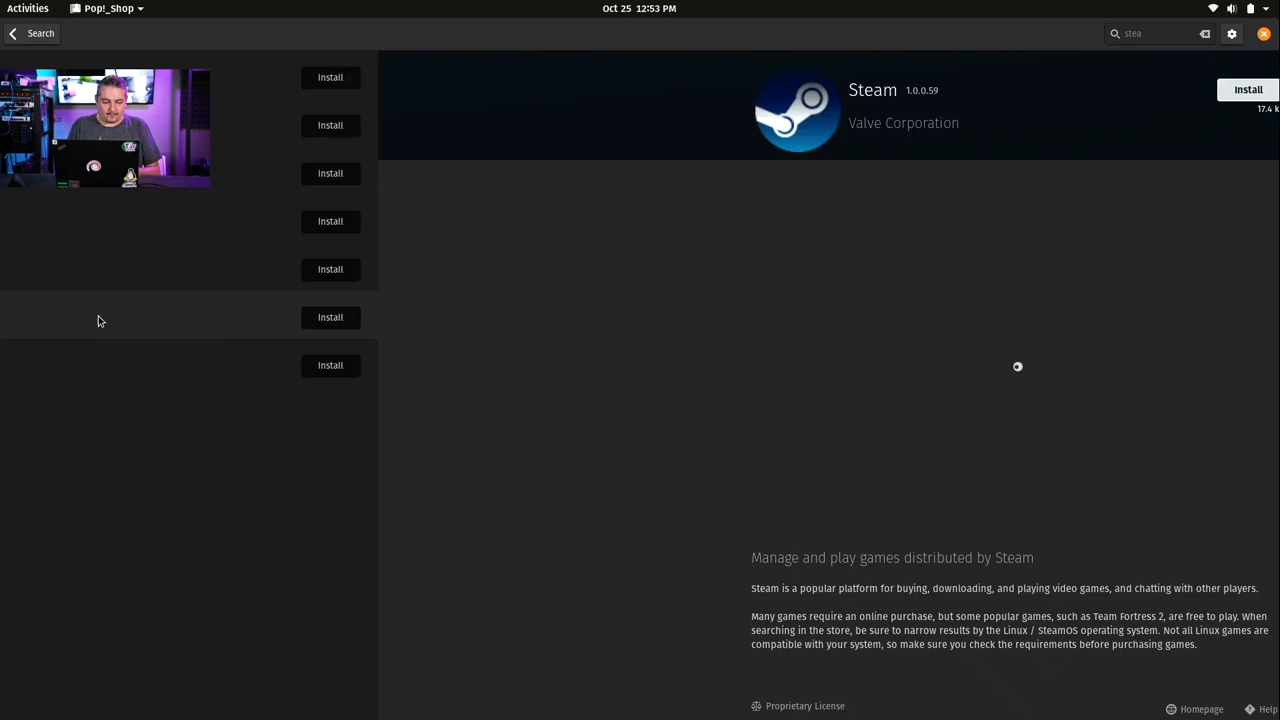 Activities
Pop!_Shop
Oct 25 12:53 PM
Search
stea
Install
Install
Install
Install
Install
Install
Install
Steam 1.0.0.59
Valve Corporation
Install
17.4 k
Manage and play games distributed by Steam
Steam is a popular platform for buying, downloading, and playing video games, and chatting with other players.
Many games require an online purchase, but some popular games, such as Team Fortress 2, are free to play. When
searching in the store, be sure to narrow results by the Linux / SteamOS operating system. Not all Linux games are
compatible with your system, so make sure you check the requirements before purchasing games.
Proprietary License
Homepage
Help